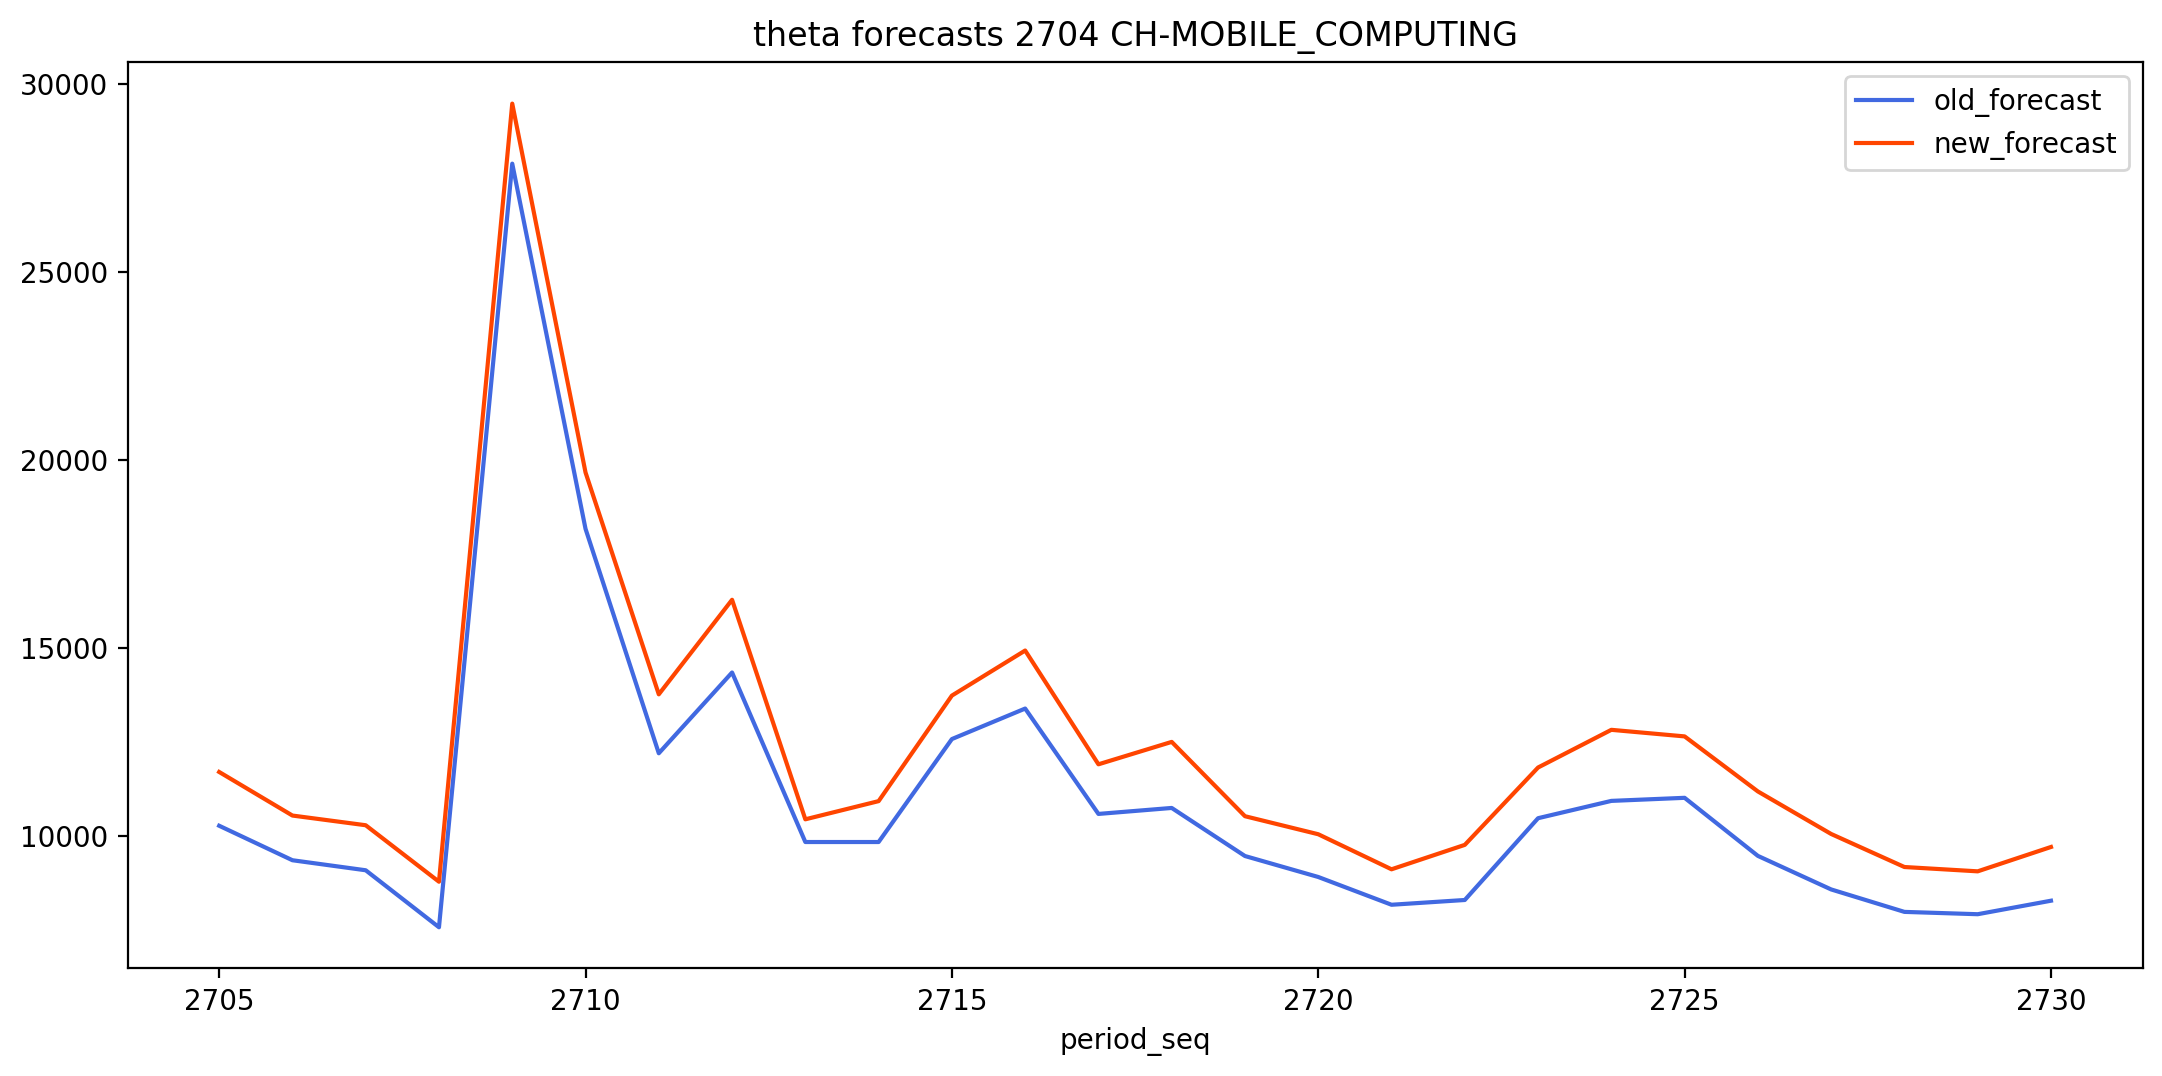 theta forecasts 2704 CH-MOBILE_COMPUTING
30000
25000
20000
15000
10000
old_forecast
new_forecast
2705 2710 2715 2720 2725 2730
period_seq